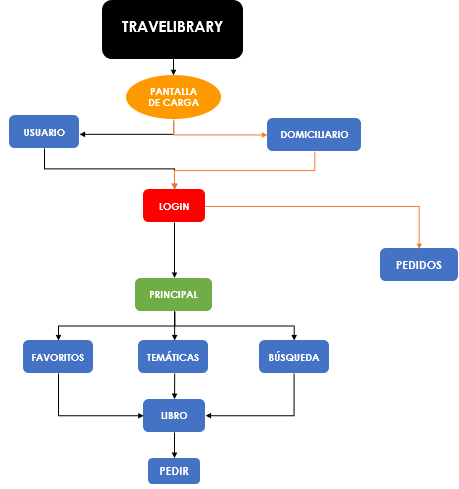 TRAVELIBRARY
PANTALLA
DE CARGA
USUARIO
DOMICILIARIO
LOGIN
PEDIDOS
PRINCIPAL
FAVORITOS
TEMÁTICAS
BÚSQUEDA
LIBRO
PEDIR